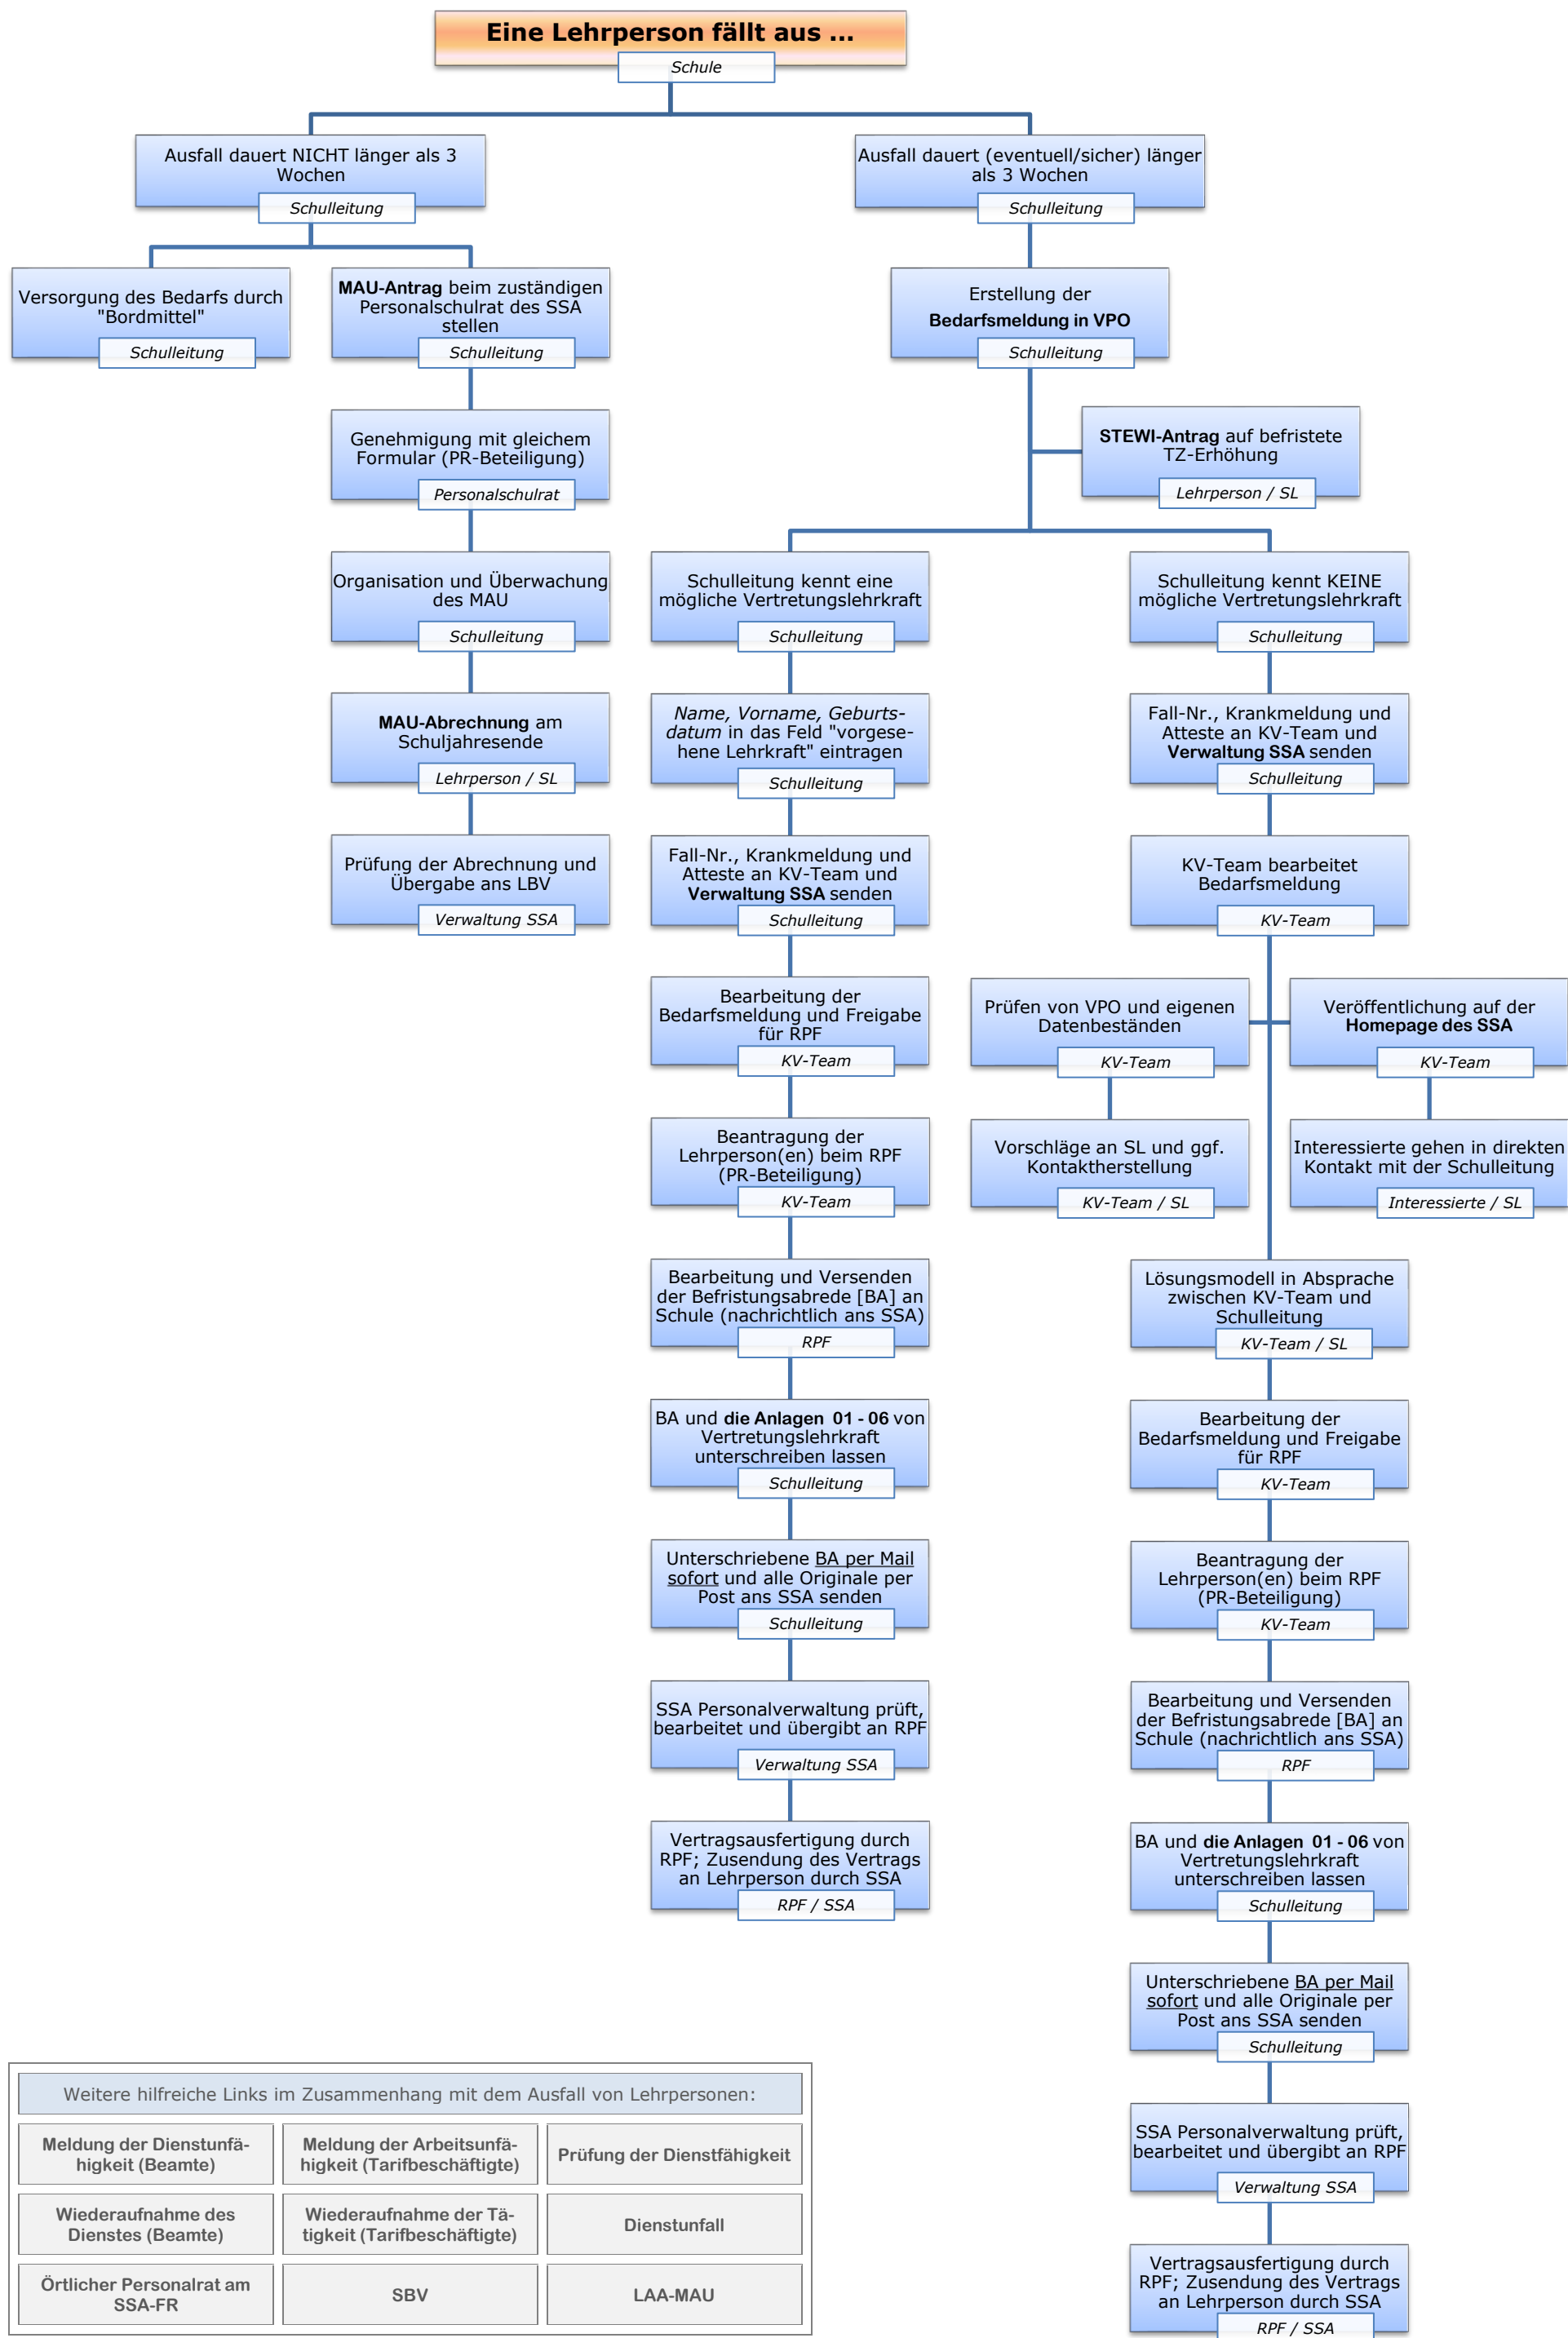 Eine Lehrperson fällt aus ...
Schule
Ausfall dauert NICHT länger als 3
Wochen
Schulleitung
Ausfall dauert (eventuell/sicher) länger
als 3 Wochen
Schulleitung
Versorgung des Bedarfs durch
"Bordmittel"
Schulleitung
MAU-Antrag beim zuständigen
Personalschulrat des SSA
stellen
Schulleitung
Genehmigung mit gleichem
Formular (PR-Beteiligung)
Personalschulrat
Organisation und Überwachung
des MAU
Schulleitung
MAU-Abrechnung am
Schuljahresende
Lehrperson / SL
Prüfung der Abrechnung und
Übergabe ans LBV
Verwaltung SSA
Erstellung der
Bedarfsmeldung in VPO
Schulleitung
STEWI-Antrag auf befristete
TZ-Erhöhung
Lehrperson / SL
Schulleitung kennt eine
mögliche Vertretungslehrkraft
Schulleitung
Name, Vorname, Geburts-
datum in das Feld "vorgese-
hene Lehrkraft" eintragen
Schulleitung
Fall-Nr., Krankmeldung und
Atteste an KV-Team und
Verwaltung SSA senden
Schulleitung
Bearbeitung der
Bedarfsmeldung und Freigabe
für RPF
KV-Team
Beantragung der
Lehrperson(en) beim RPF
(PR-Beteiligung)
KV-Team
Bearbeitung und Versenden
der Befristungsabrede [BA] an
Schule (nachrichtlich ans SSA)
RPF
BA und die Anlagen 01 - 06 von
Vertretungslehrkraft
unterschreiben lassen
Schulleitung
Unterschriebene BA per Mail
sofort und alle Originale per
Post ans SSA senden
Schulleitung
SSA Personalverwaltung prüft,
bearbeitet und übergibt an RPF
Verwaltung SSA
Vertragsausfertigung durch
RPF; Zusendung des Vertrags
an Lehrperson durch SSA
RPF / SSA
Schulleitung kennt KEINE
mögliche Vertretungslehrkraft
Schulleitung
Fall-Nr., Krankmeldung und
Atteste an KV-Team und
Verwaltung SSA senden
Schulleitung
KV-Team bearbeitet
Bedarfsmeldung
KV-Team
Prüfen von VPO und eigenen
Datenbeständen
KV-Team
Vorschläge an SL und ggf.
Kontaktherstellung
KV-Team / SL
Veröffentlichung auf der
Homepage des SSA
KV-Team
Interessierte gehen in direkten
Kontakt mit der Schulleitung
Interessierte / SL
Lösungsmodell in Absprache
zwischen KV-Team und
Schulleitung
KV-Team / SL
Bearbeitung der
Bedarfsmeldung und Freigabe
für RPF
KV-Team
Beantragung der
Lehrperson(en) beim RPF
(PR-Beteiligung)
KV-Team
Bearbeitung und Versenden
der Befristungsabrede [BA] an
Schule (nachrichtlich ans SSA)
RPF
BA und die Anlagen 01 - 06 von
Vertretungslehrkraft
unterschreiben lassen
Schulleitung
Unterschriebene BA per Mail
sofort und alle Originale per
Post ans SSA senden
Schulleitung
SSA Personalverwaltung prüft,
bearbeitet und übergibt an RPF
Verwaltung SSA
Vertragsausfertigung durch
RPF; Zusendung des Vertrags
an Lehrperson durch SSA
RPF / SSA
Weitere hilfreiche Links im Zusammenhang mit dem Ausfall von Lehrpersonen:
Meldung der Dienstunfä-
higkeit (Beamte)
Meldung der Arbeitsunfä-
higkeit (Tarifbeschäftigte)
Prüfung der Dienstfähigkeit
Wiederaufnahme des
Dienstes (Beamte)
Wiederaufnahme der Tä-
tigkeit (Tarifbeschäftigte)
Dienstunfall
Örtlicher Personalrat am
SSA-FR
SBV
LAA-MAU